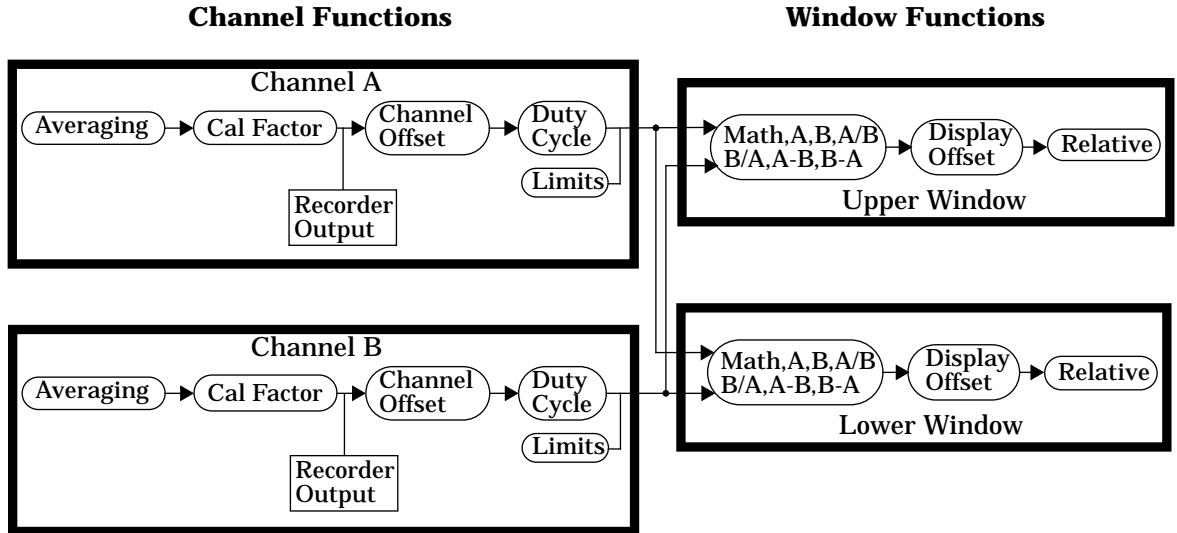 Channel Functions
Window Functions
Channel A
Averaging
Cal Factor
Channel
Offset
Duty
Cycle
Limits
Recorder
Output
Math,A,B,A/B
B/A,A-B,B-A
Display
Offset
Relative
Upper Window
Channel B
Averaging
Cal Factor
Channel
Offset
Duty
Cycle
Limits
Recorder
Output
Math,A,B,A/B
B/A,A-B,B-A
Display
Offset
Relative
Lower Window